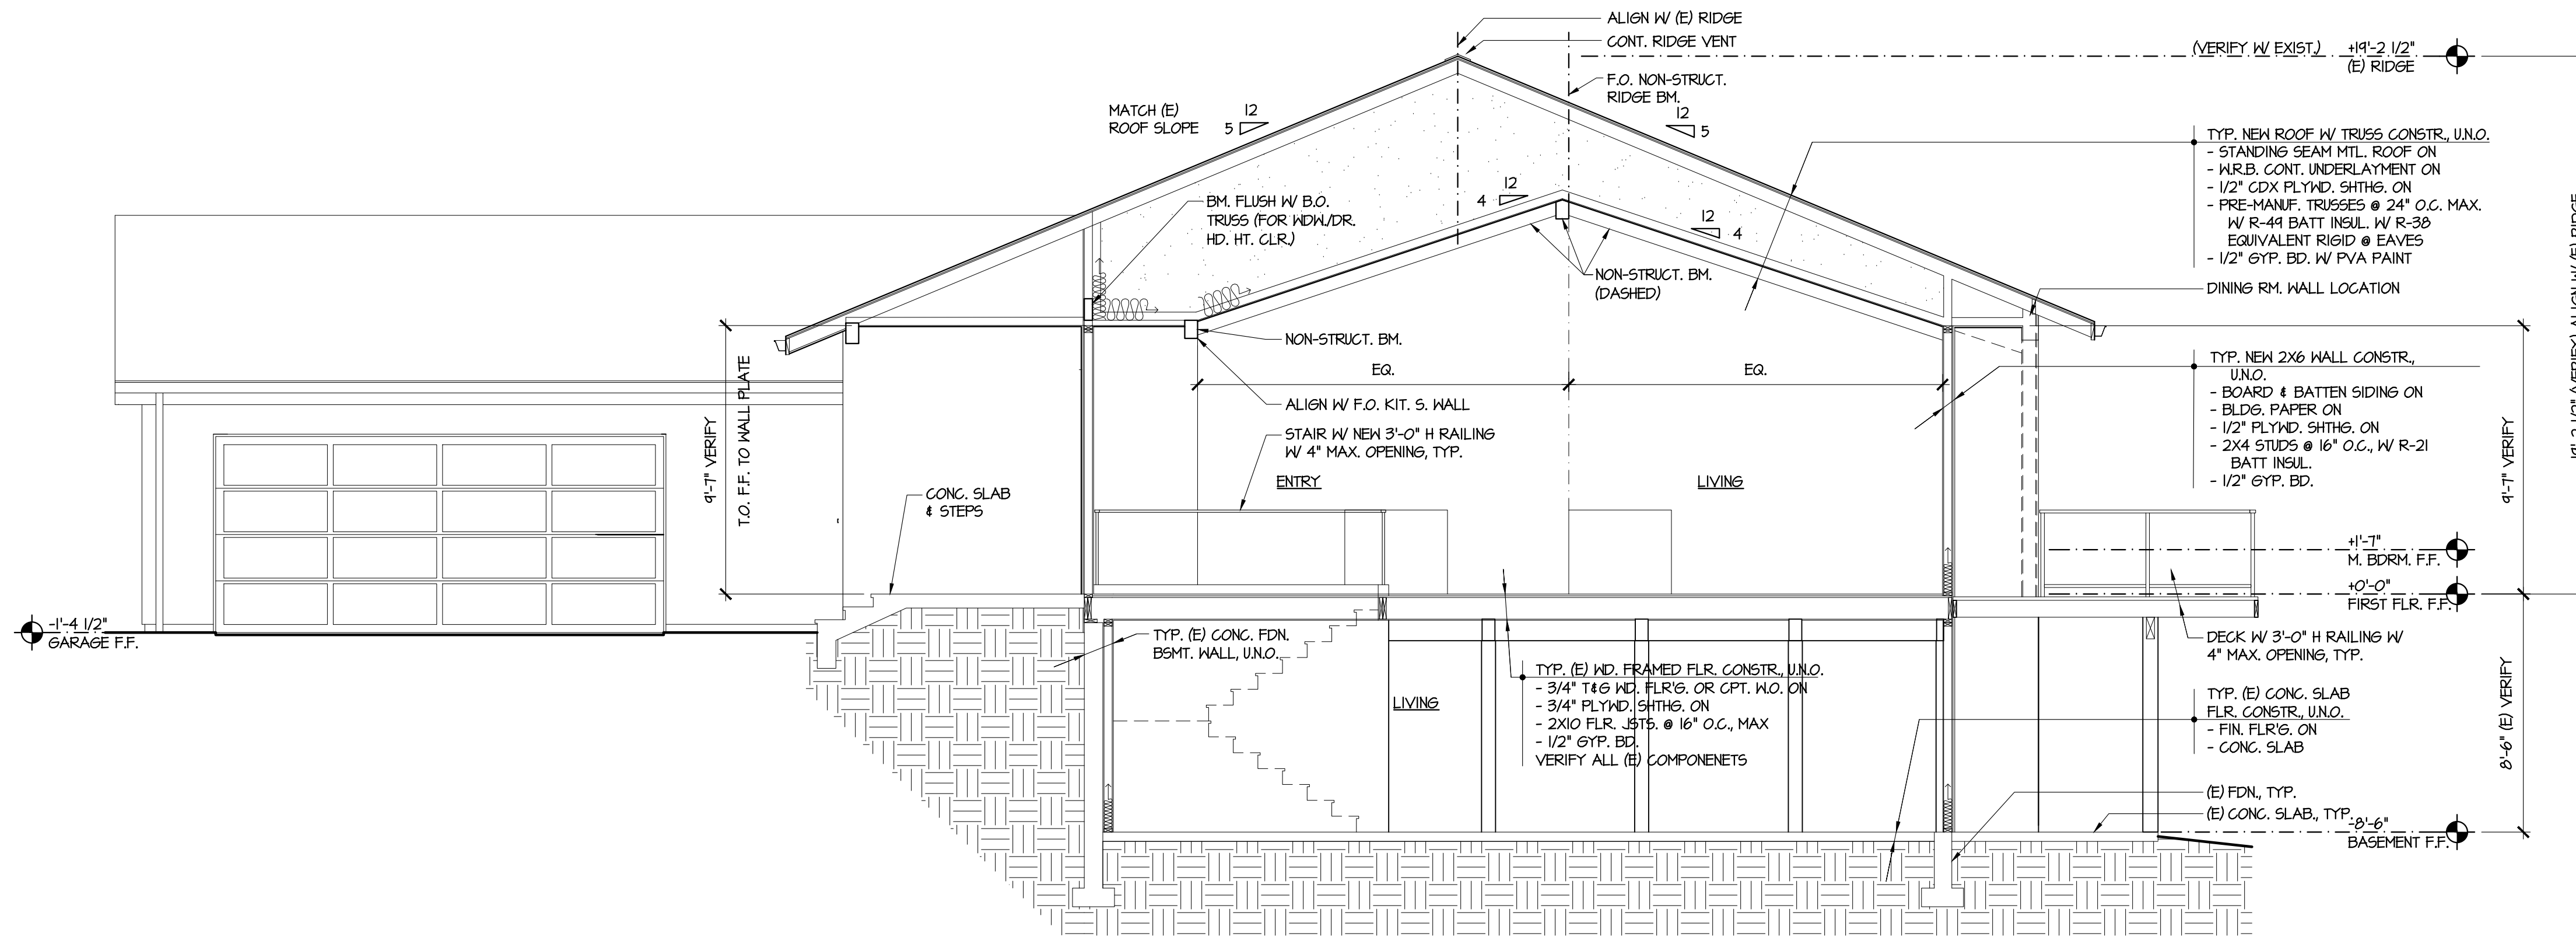 ALIGN W/ (E) RIDGE
CONT. RIDGE VENT
(VERIFY W/ EXIST.)
+19'-2 1/2"
(E) RIDGE
F.O. NON-STRUCT.
RIDGE BM.
MATCH (E)
ROOF SLOPE
12
5
12
5
TYP. NEW ROOF W/ TRUSS CONSTR., U.N.O.
- STANDING SEAM MTL. ROOF ON
- W.R.B. CONT. UNDERLAYMENT ON
- 1/2" CDX PLYWD. SHTHG. ON
- PRE-MANUF. TRUSSES @ 24" O.C. MAX.
W/ R-49 BATT INSUL. W/ R-38
EQUIVALENT RIGID @ EAVES
- 1/2" GYP. BD. W/ PVA PAINT
BM. FLUSH W/ B.O.
TRUSS (FOR WDW./DR.
HD. HT. CLR.)
12
4
12
4
NON-STRUCT. BM.
(DASHED)
DINING RM. WALL LOCATION
NON-STRUCT. BM.
EQ.
EQ.
ALIGN W/ F.O. KIT. S. WALL
STAIR W/ NEW 3'-0" H RAILING
W/ 4" MAX. OPENING, TYP.
ENTRY
LIVING
TYP. NEW 2X6 WALL CONSTR.,
U.N.O.
- BOARD & BATTEN SIDING ON
- BLDG. PAPER ON
- 1/2" PLYWD. SHTHG. ON
- 2X4 STUDS @ 16" O.C., W/ R-21
BATT INSUL.
- 1/2" GYP. BD.
9'-7" VERIFY
T.O. F.F. TO WALL PLATE
CONC. SLAB
& STEPS
9'-7" VERIFY
+1'-7"
M. BDRM. F.F.
+0'-0"
FIRST FLR. F.F.
-1'-4 1/2"
GARAGE F.F.
TYP. (E) CONC. FDN.
BSMT. WALL, U.N.O.
LIVING
TYP. (E) WD. FRAMED FLR. CONSTR., U.N.O.
- 3/4" T&G WD. FLR'G. OR CPT. W.O. ON
- 3/4" PLYWD. SHTHG. ON
- 2X10 FLR. JSTS. @ 16" O.C., MAX
- 1/2" GYP. BD.
VERIFY ALL (E) COMPONENETS
DECK W/ 3'-0" H RAILING W/
4" MAX. OPENING, TYP.
TYP. (E) CONC. SLAB
FLR. CONSTR., U.N.O.
- FIN. FLR'G. ON
- CONC. SLAB
8'-6" (E) VERIFY
(E) FDN., TYP.
(E) CONC. SLAB., TYP.
-8'-6"
BASEMENT F.F.